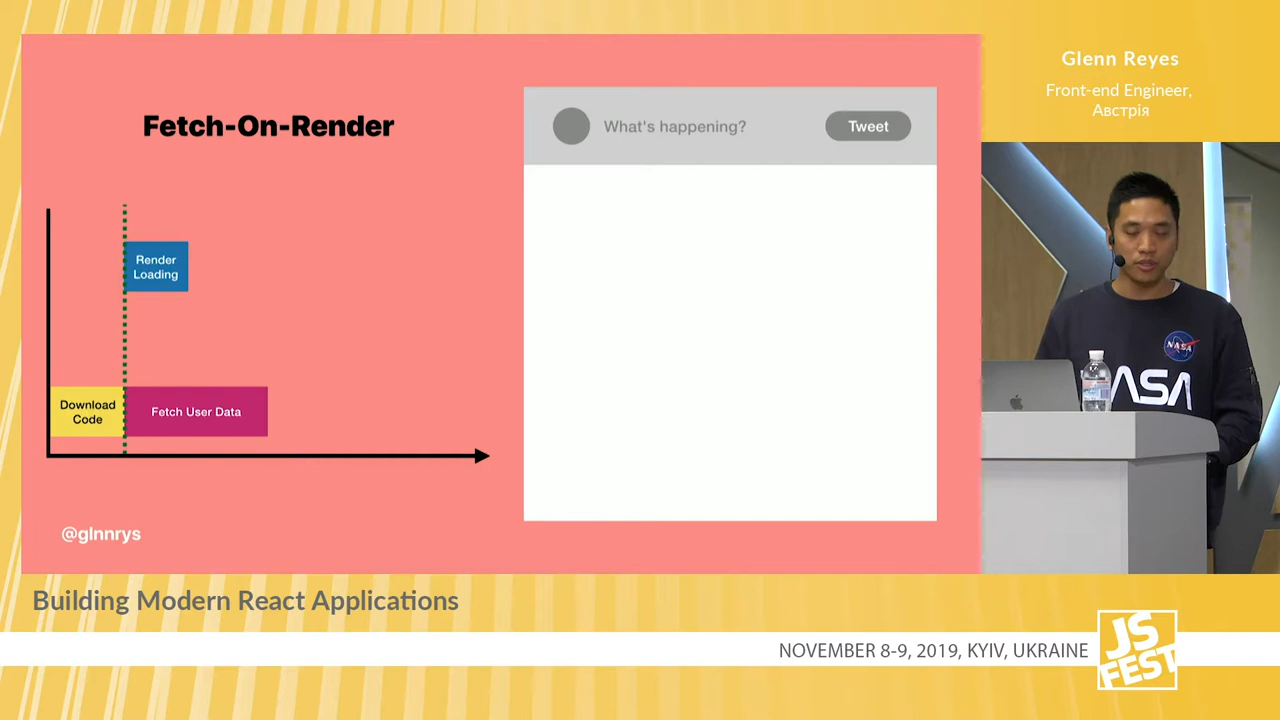 Fetch-On-Render
Render
Loading
Download
Code
Fetch User Data
@glnnrys
What's happening?
Tweet
Glenn Reyes
Front-end Engineer,
Австрія
NASA
NASA
Building Modern React Applications
NOVEMBER 8-9, 2019, KYIV, UKRAINE
JS
FEST